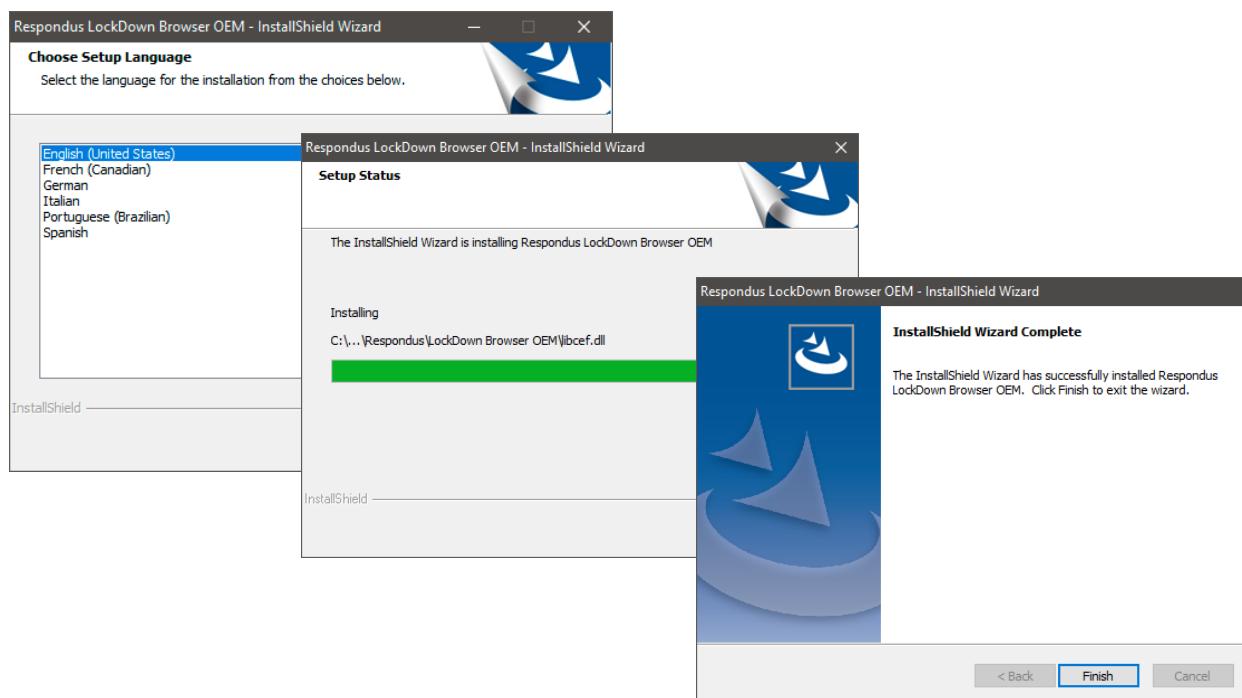 Respondus LockDown Browser OEM - InstallShield Wizard
Choose Setup Language
Select the language for the installation from the choices below.
English (United States)
French (Canadian)
German
Italian
Portuguese (Brazilian)
Spanish
InstallShield
Respondus LockDown Browser OEM - InstallShield Wizard
Setup Status
The InstallShield Wizard is installing Respondus LockDown Browser OEM
Installing
C:\...\Respondus\LockDown Browser OEM\libcef.dll
InstallShield
Respondus LockDown Browser OEM - InstallShield Wizard
InstallShield Wizard Complete
The InstallShield Wizard has successfully installed Respondus
LockDown Browser OEM.  Click Finish to exit the wizard.
< Back
Finish
Cancel